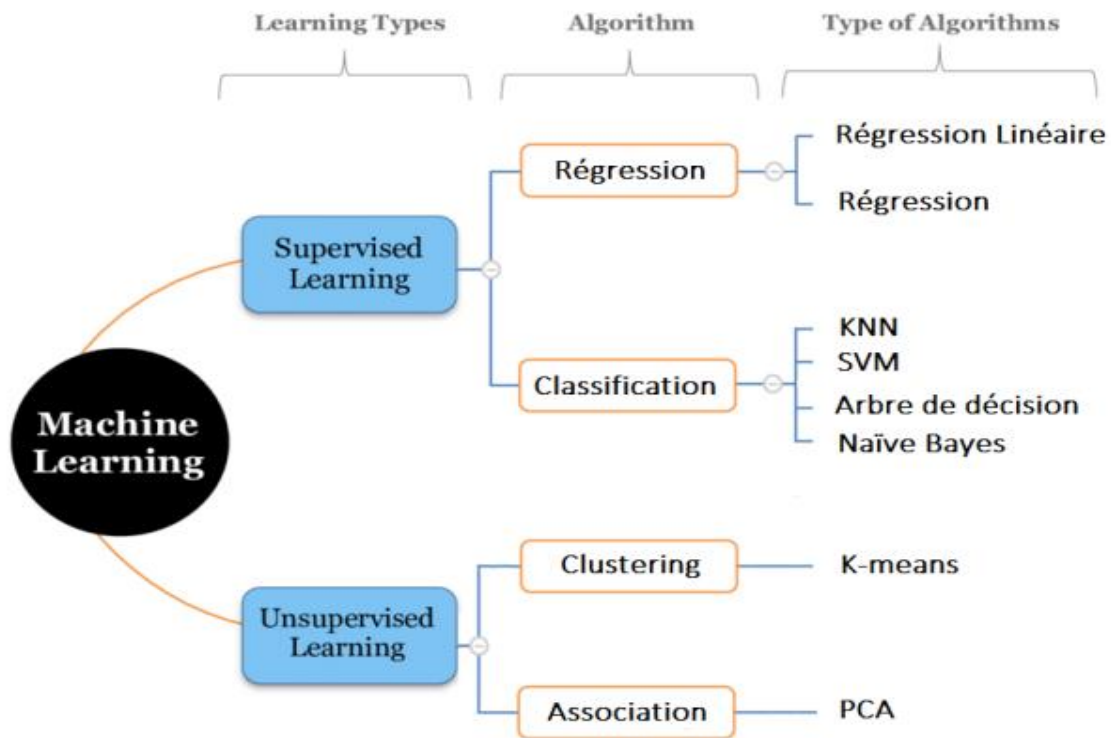 Learning Types
Algorithm
Type of Algorithms
Machine
Learning
Supervised
Learning
Régression
Régression Linéaire
Régression
Classification
KNN
SVM
Arbre de décision
Naïve Bayes
Unsupervised
Learning
Clustering
K-means
Association
PCA